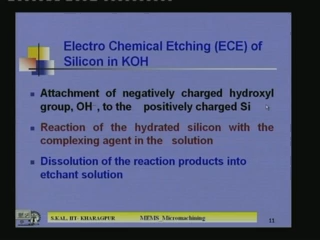 Electro Chemical Etching (ECE) of
Silicon in KOH
Attachment of negatively charged hydroxyl
group, OH⁻, to the positively charged Si
Reaction of the hydrated silicon with the
complexing agent in the solution
Dissolution of the reaction products into
etchant solution
S.KAL, IIT- KHARAGPUR MEMS_Micromachining 11